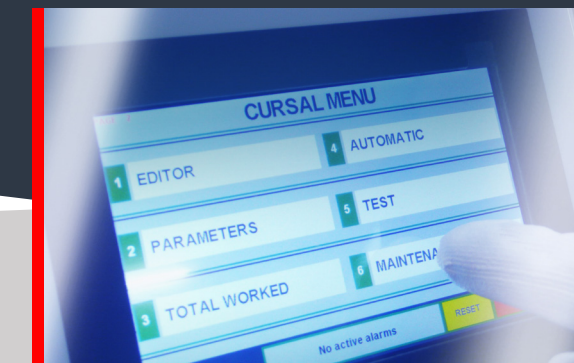 CURSAL MENU
1 EDITOR
2 PARAMETERS
3 TOTAL WORKED
4 AUTOMATIC
5 TEST
6 MAINTENA
No active alarms
RESET